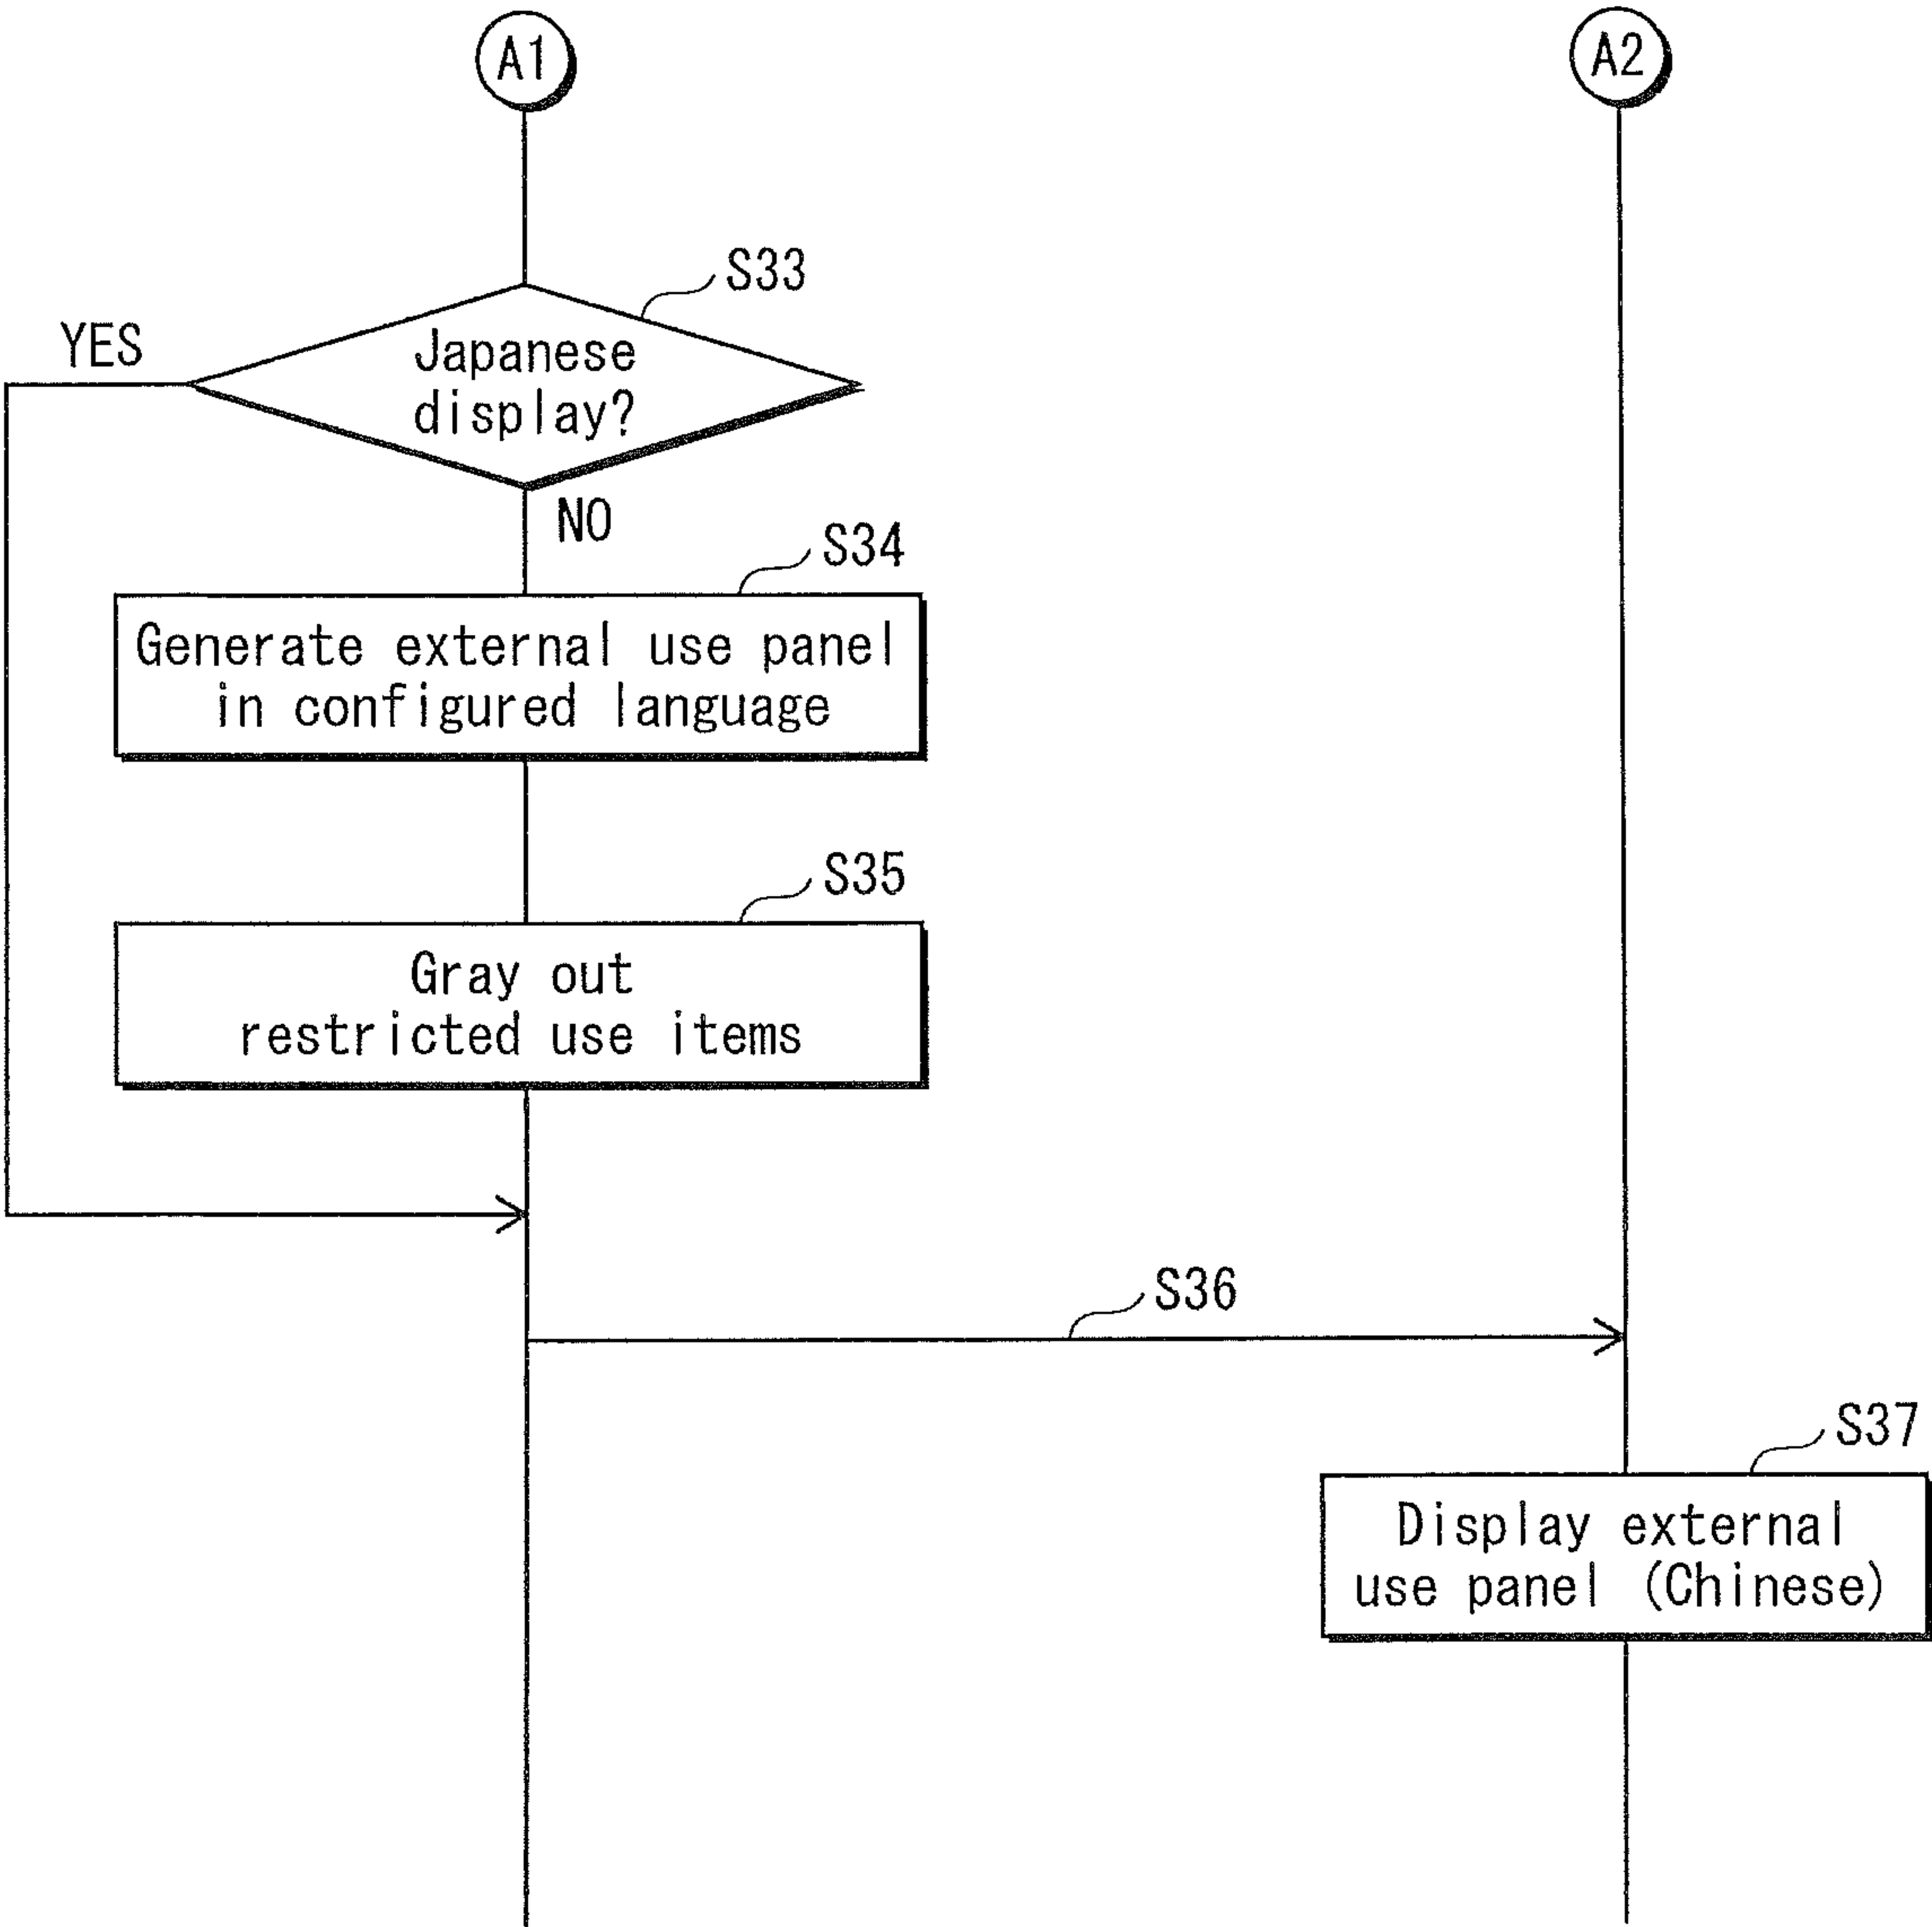 A1
A2
S33
YES
Japanese
display?
NO
S34
Generate external use panel
in configured language
S35
Gray out
restricted use items
S36
S37
Display external
use panel (Chinese)